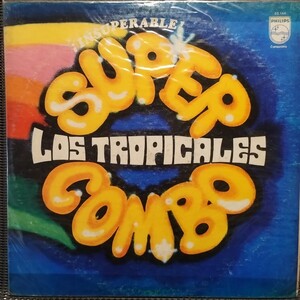 ¡INSUPERABLE!
PHILIPS
SUPER
LOS TROPICALES
COMBO